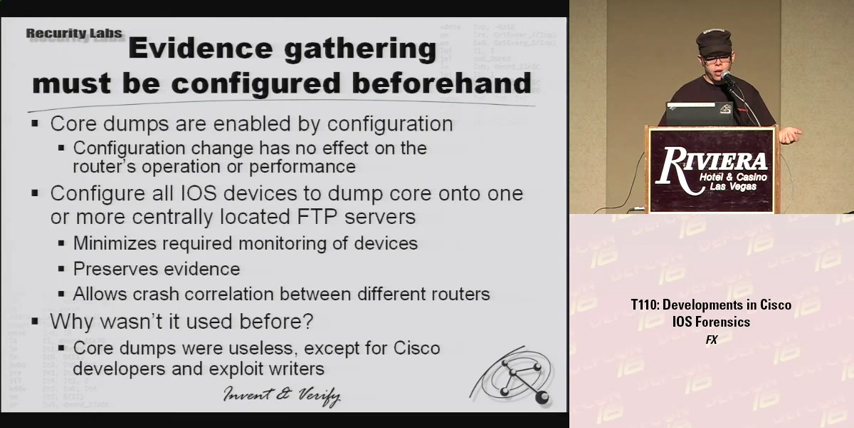 Recurity Labs
Evidence gathering
must be configured beforehand
▪ Core dumps are enabled by configuration
▪ Configuration change has no effect on the
router's operation or performance
▪ Configure all IOS devices to dump core onto one
or more centrally located FTP servers
▪ Minimizes required monitoring of devices
▪ Preserves evidence
▪ Allows crash correlation between different routers
▪ Why wasn't it used before?
▪ Core dumps were useless, except for Cisco
developers and exploit writers
Invent & Verify
RIVIERA
Hotel & Casino
Las Vegas
T110: Developments in Cisco
IOS Forensics
FX